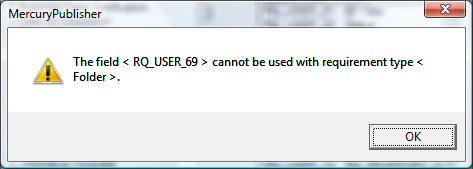 MercuryPublisher
The field < RQ_USER_69 > cannot be used with requirement type <
Folder >.
OK